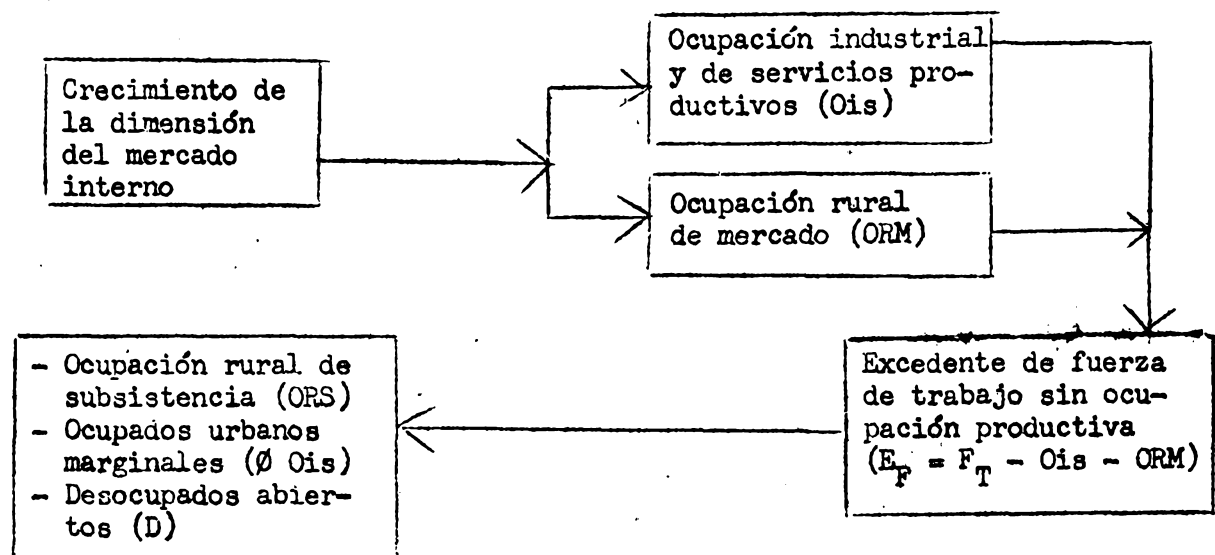 Crecimiento de
la dimensión
del mercado
interno
Ocupación industrial
y de servicios pro-
ductivos (Ois)
Ocupación rural
de mercado (ORM)
Excedente de fuerza
de trabajo sin ocu-
pación productiva
(E_F = F_T - Ois - ORM)
- Ocupación rural de
subsistencia (ORS)
- Ocupados urbanos
marginales (Ø Ois)
- Desocupados abier-
tos (D)